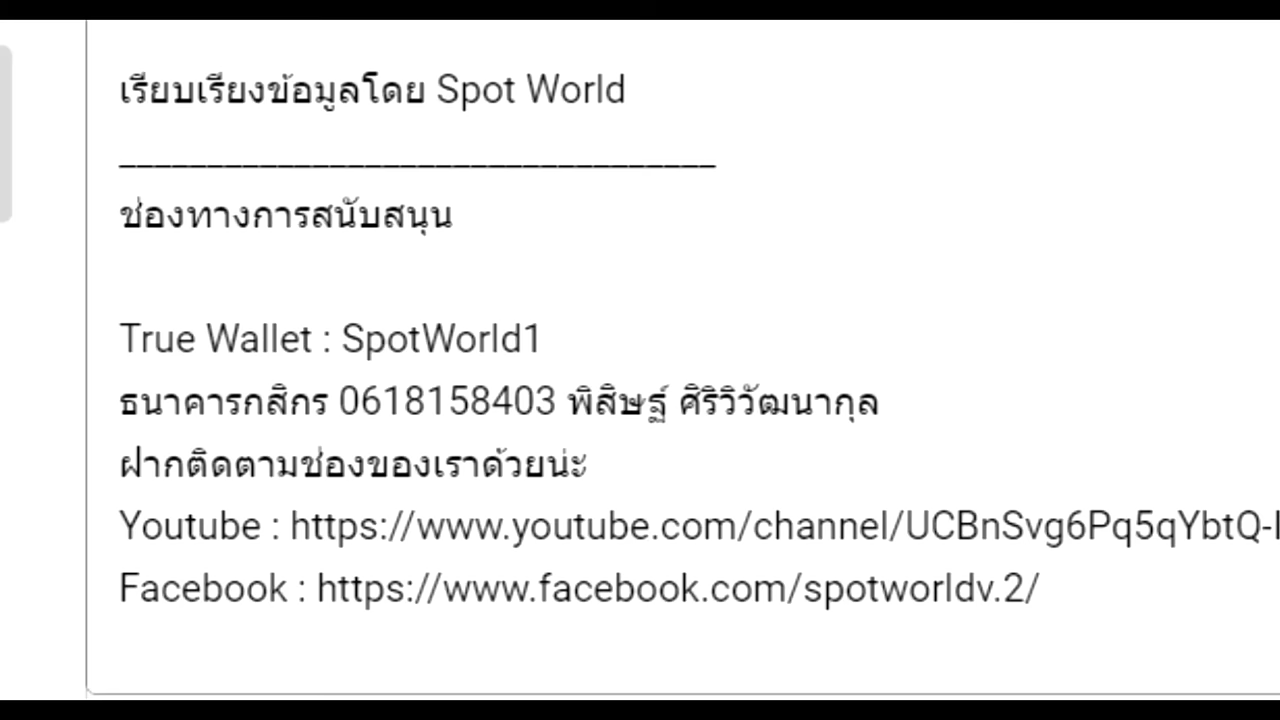 เรียบเรียงข้อมูลโดย Spot World
__________________________________
ช่องทางการสนับสนุน
True Wallet : SpotWorld1
ธนาคารกสิกร 0618158403 พิสิษฐ์ ศิริวิวัฒนากุล
ฝากติดตามช่องของเราด้วยน่ะ
Youtube : https://www.youtube.com/channel/UCBnSvg6Pq5qYbtQ-
Facebook : https://www.facebook.com/spotworldv.2/